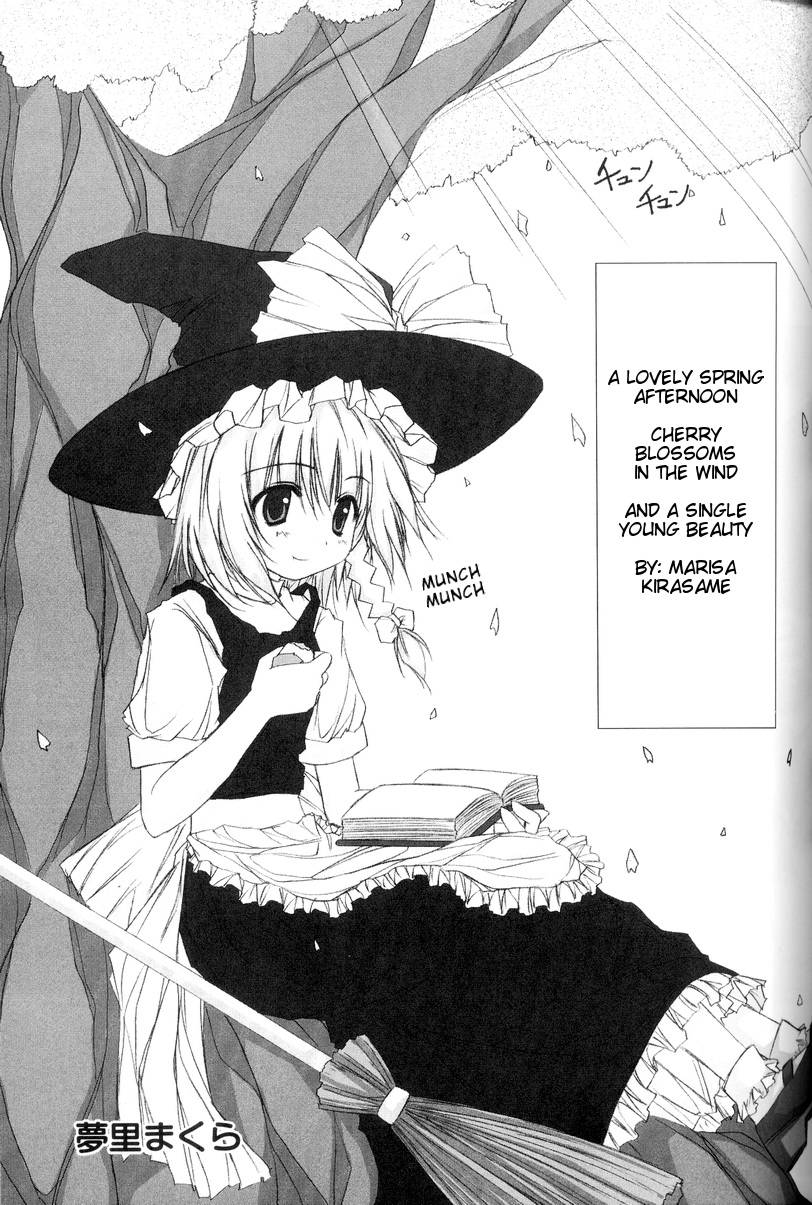 チュン
チュン
A LOVELY SPRING
AFTERNOON
CHERRY
BLOSSOMS
IN THE WIND
AND A SINGLE
YOUNG BEAUTY
BY: MARISA
KIRASAME
MUNCH
MUNCH
夢里まくら